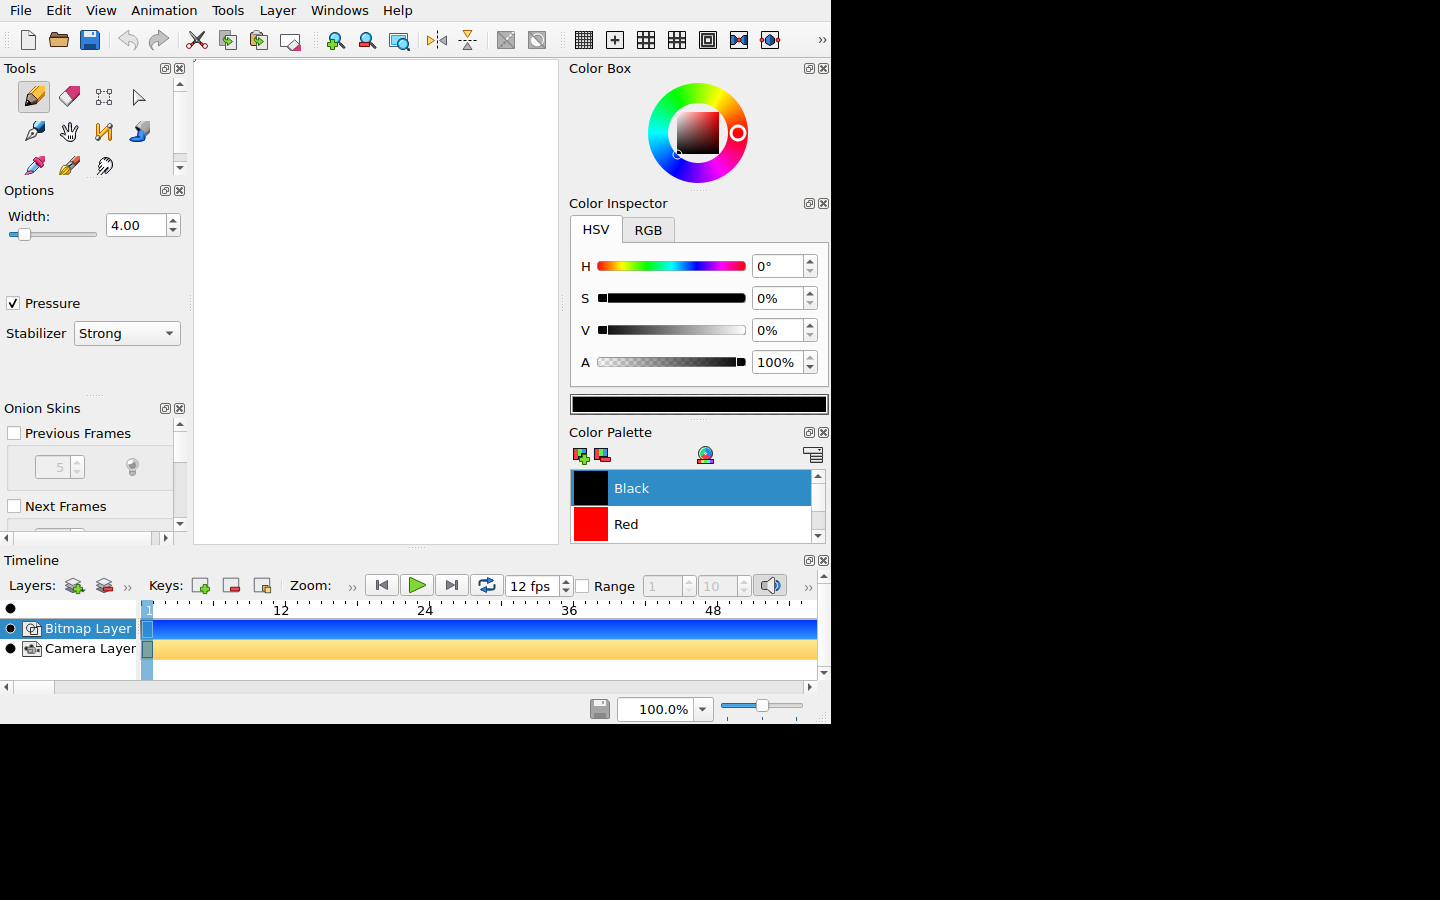 File Edit View Animation Tools Layer Windows Help
Tools
Options
Width:
4.00
Pressure
Stabilizer Strong
Onion Skins
Previous Frames
5
Next Frames
Color Box
Color Inspector
HSV RGB
H 0°
S 0%
V 0%
A 100%
Color Palette
Black
Red
Timeline
Layers: Keys: Zoom: 12 fps Range 1 10
1 12 24 36 48
Bitmap Layer
Camera Layer
100.0%